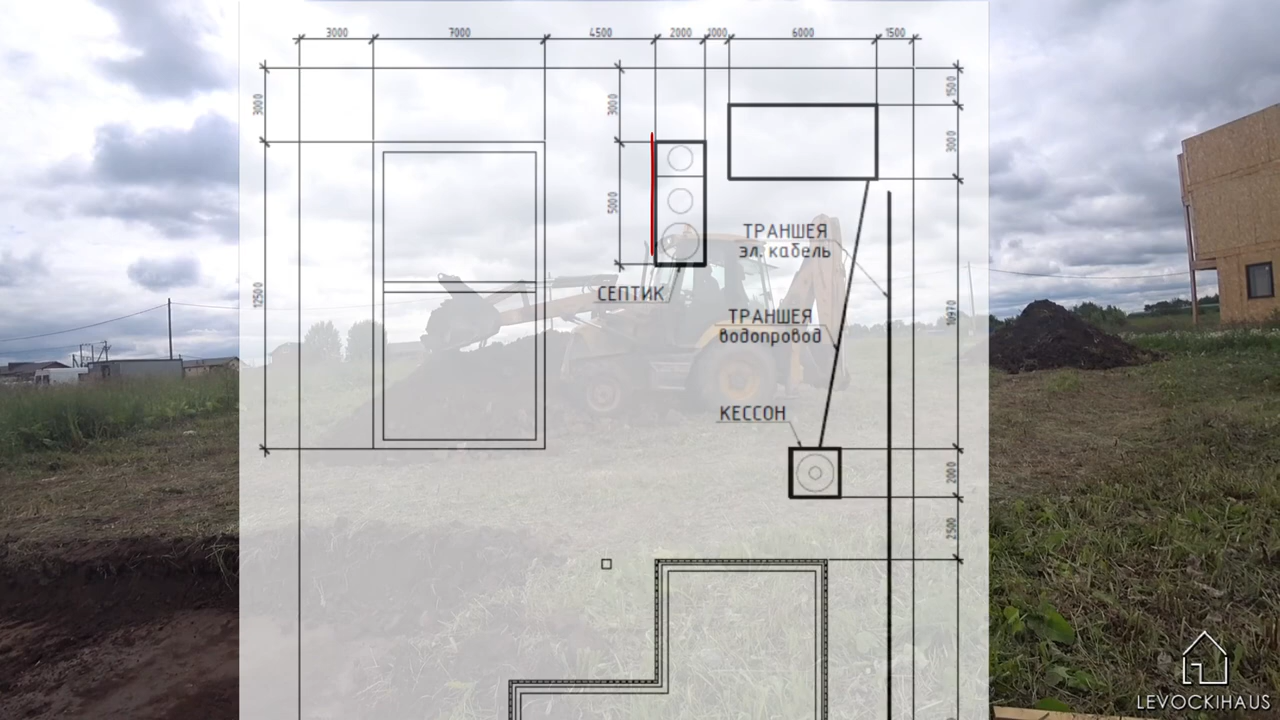 3000
7000
4500
2000
1000
6000
1500
3000
3000
1500
3000
5000
ТРАНШЕЯ
эл. кабель
СЕПТИК
12500
ТРАНШЕЯ
водопровод
10970
КЕССОН
2000
2500
LEVOCKIHAUS